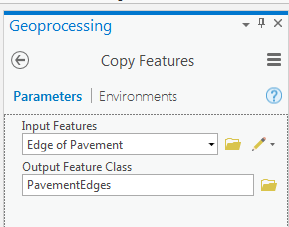 Geoprocessing
Copy Features
Parameters | Environments
Input Features
Edge of Pavement
Output Feature Class
PavementEdges